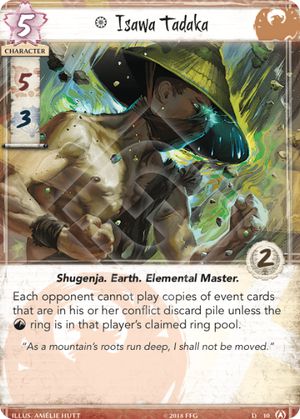 5
Isawa Tadaka
CHARACTER
5
3
2
Shugenja. Earth. Elemental Master.
Each opponent cannot play copies of event cards
that are in his or her conflict discard pile unless the
ring is in that player's claimed ring pool.
"As a mountain's roots run deep, I shall not be moved."
ILLUS. AMÉLIE HUTT
©2018 FFG
D 10